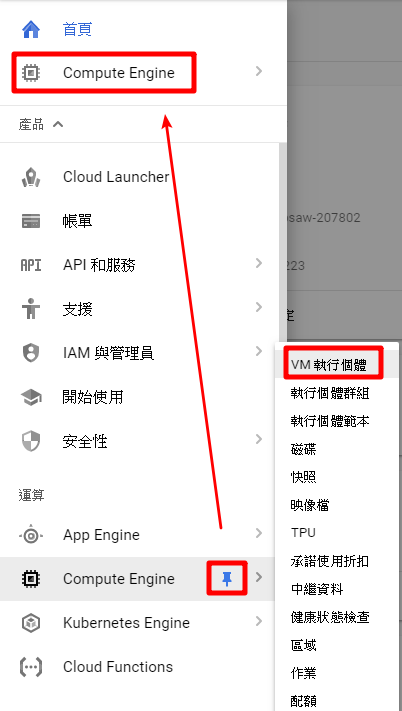 首頁
Compute Engine
產品
Cloud Launcher
帳單
API API 和服務
支援
IAM 與管理員
開始使用
安全性
運算
App Engine
Compute Engine
Kubernetes Engine
Cloud Functions
saw-207802
223
定
VM 執行個體
執行個體群組
執行個體範本
磁碟
快照
映像檔
TPU
承諾使用折扣
中繼資料
健康狀態檢查
區域
作業
配額